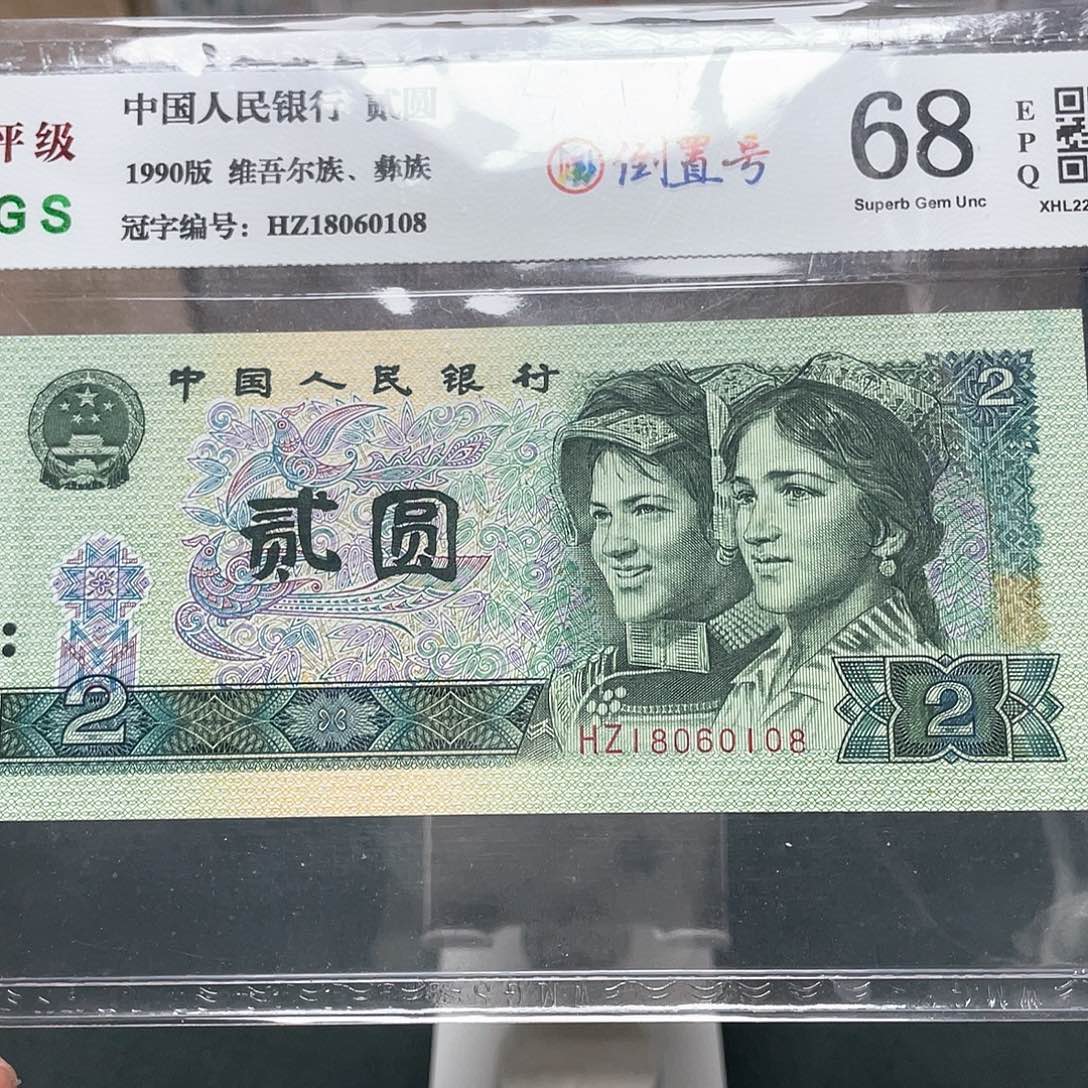 中国人民银行 贰圆
评级
1990版 维吾尔族、彝族
GS
冠字编号：HZ18060108
倒置号
68
EPQ
Superb Gem Unc
XHL22
中国人民银行
2
贰圆
2
2
HZ18060108